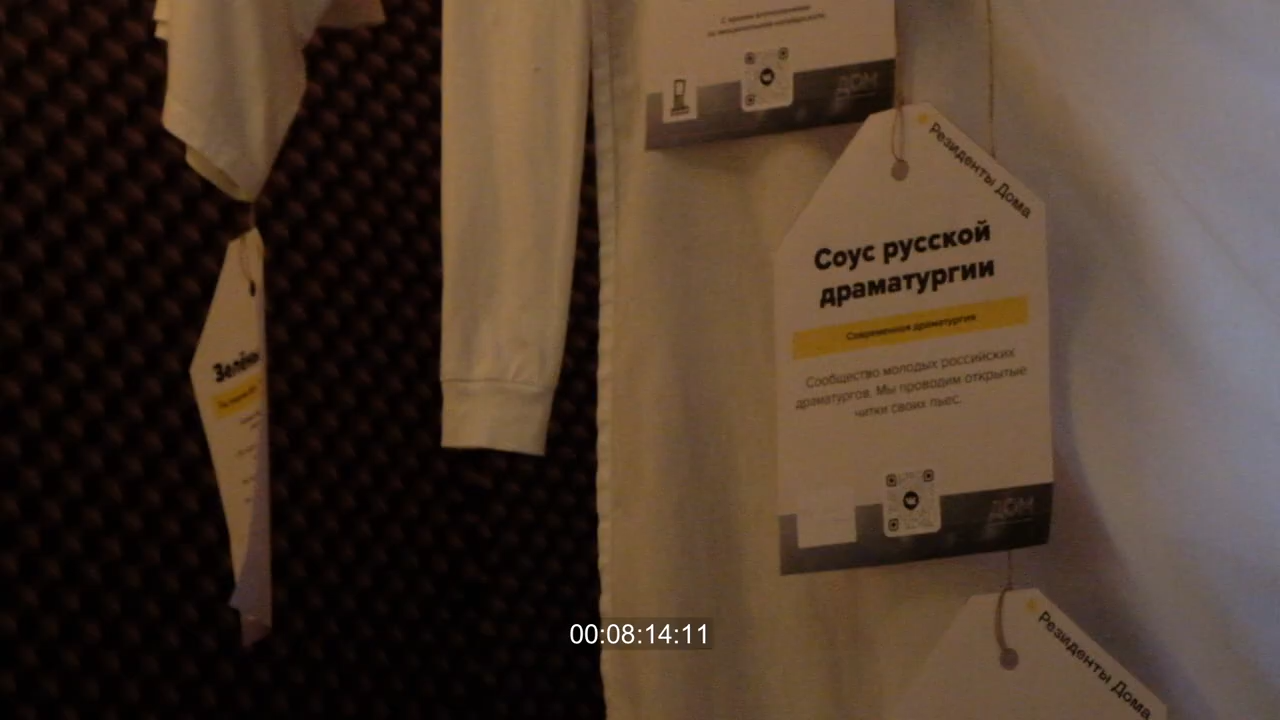 С
ДОМ
Резиденты Дома
Соус русской
драматургии
Современная драматургия
Сообщество молодых российских
драматургов. Мы проводим открытые
читки своих пьес.
ДОМ
Резиденты Дома
00:08:14:11